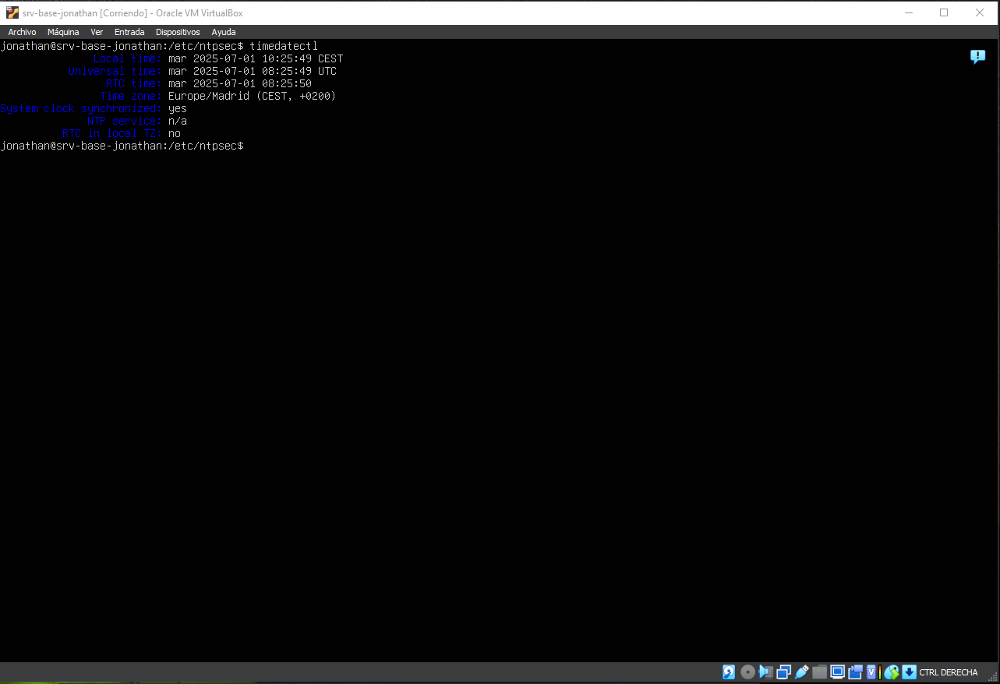 srv-base-jonathan [Corriendo] - Oracle VM VirtualBox
Archivo Máquina Ver Entrada Dispositivos Ayuda
jonathan@srv-base-jonathan:/etc/ntpsec$ timedatectl
Local time: mar 2025-07-01 10:25:49 CEST
Universal time: mar 2025-07-01 08:25:49 UTC
RTC time: mar 2025-07-01 08:25:50
Time zone: Europe/Madrid (CEST, +0200)
System clock synchronized: yes
NTP service: n/a
RTC in local TZ: no
jonathan@srv-base-jonathan:/etc/ntpsec$
CTRL DERECHA